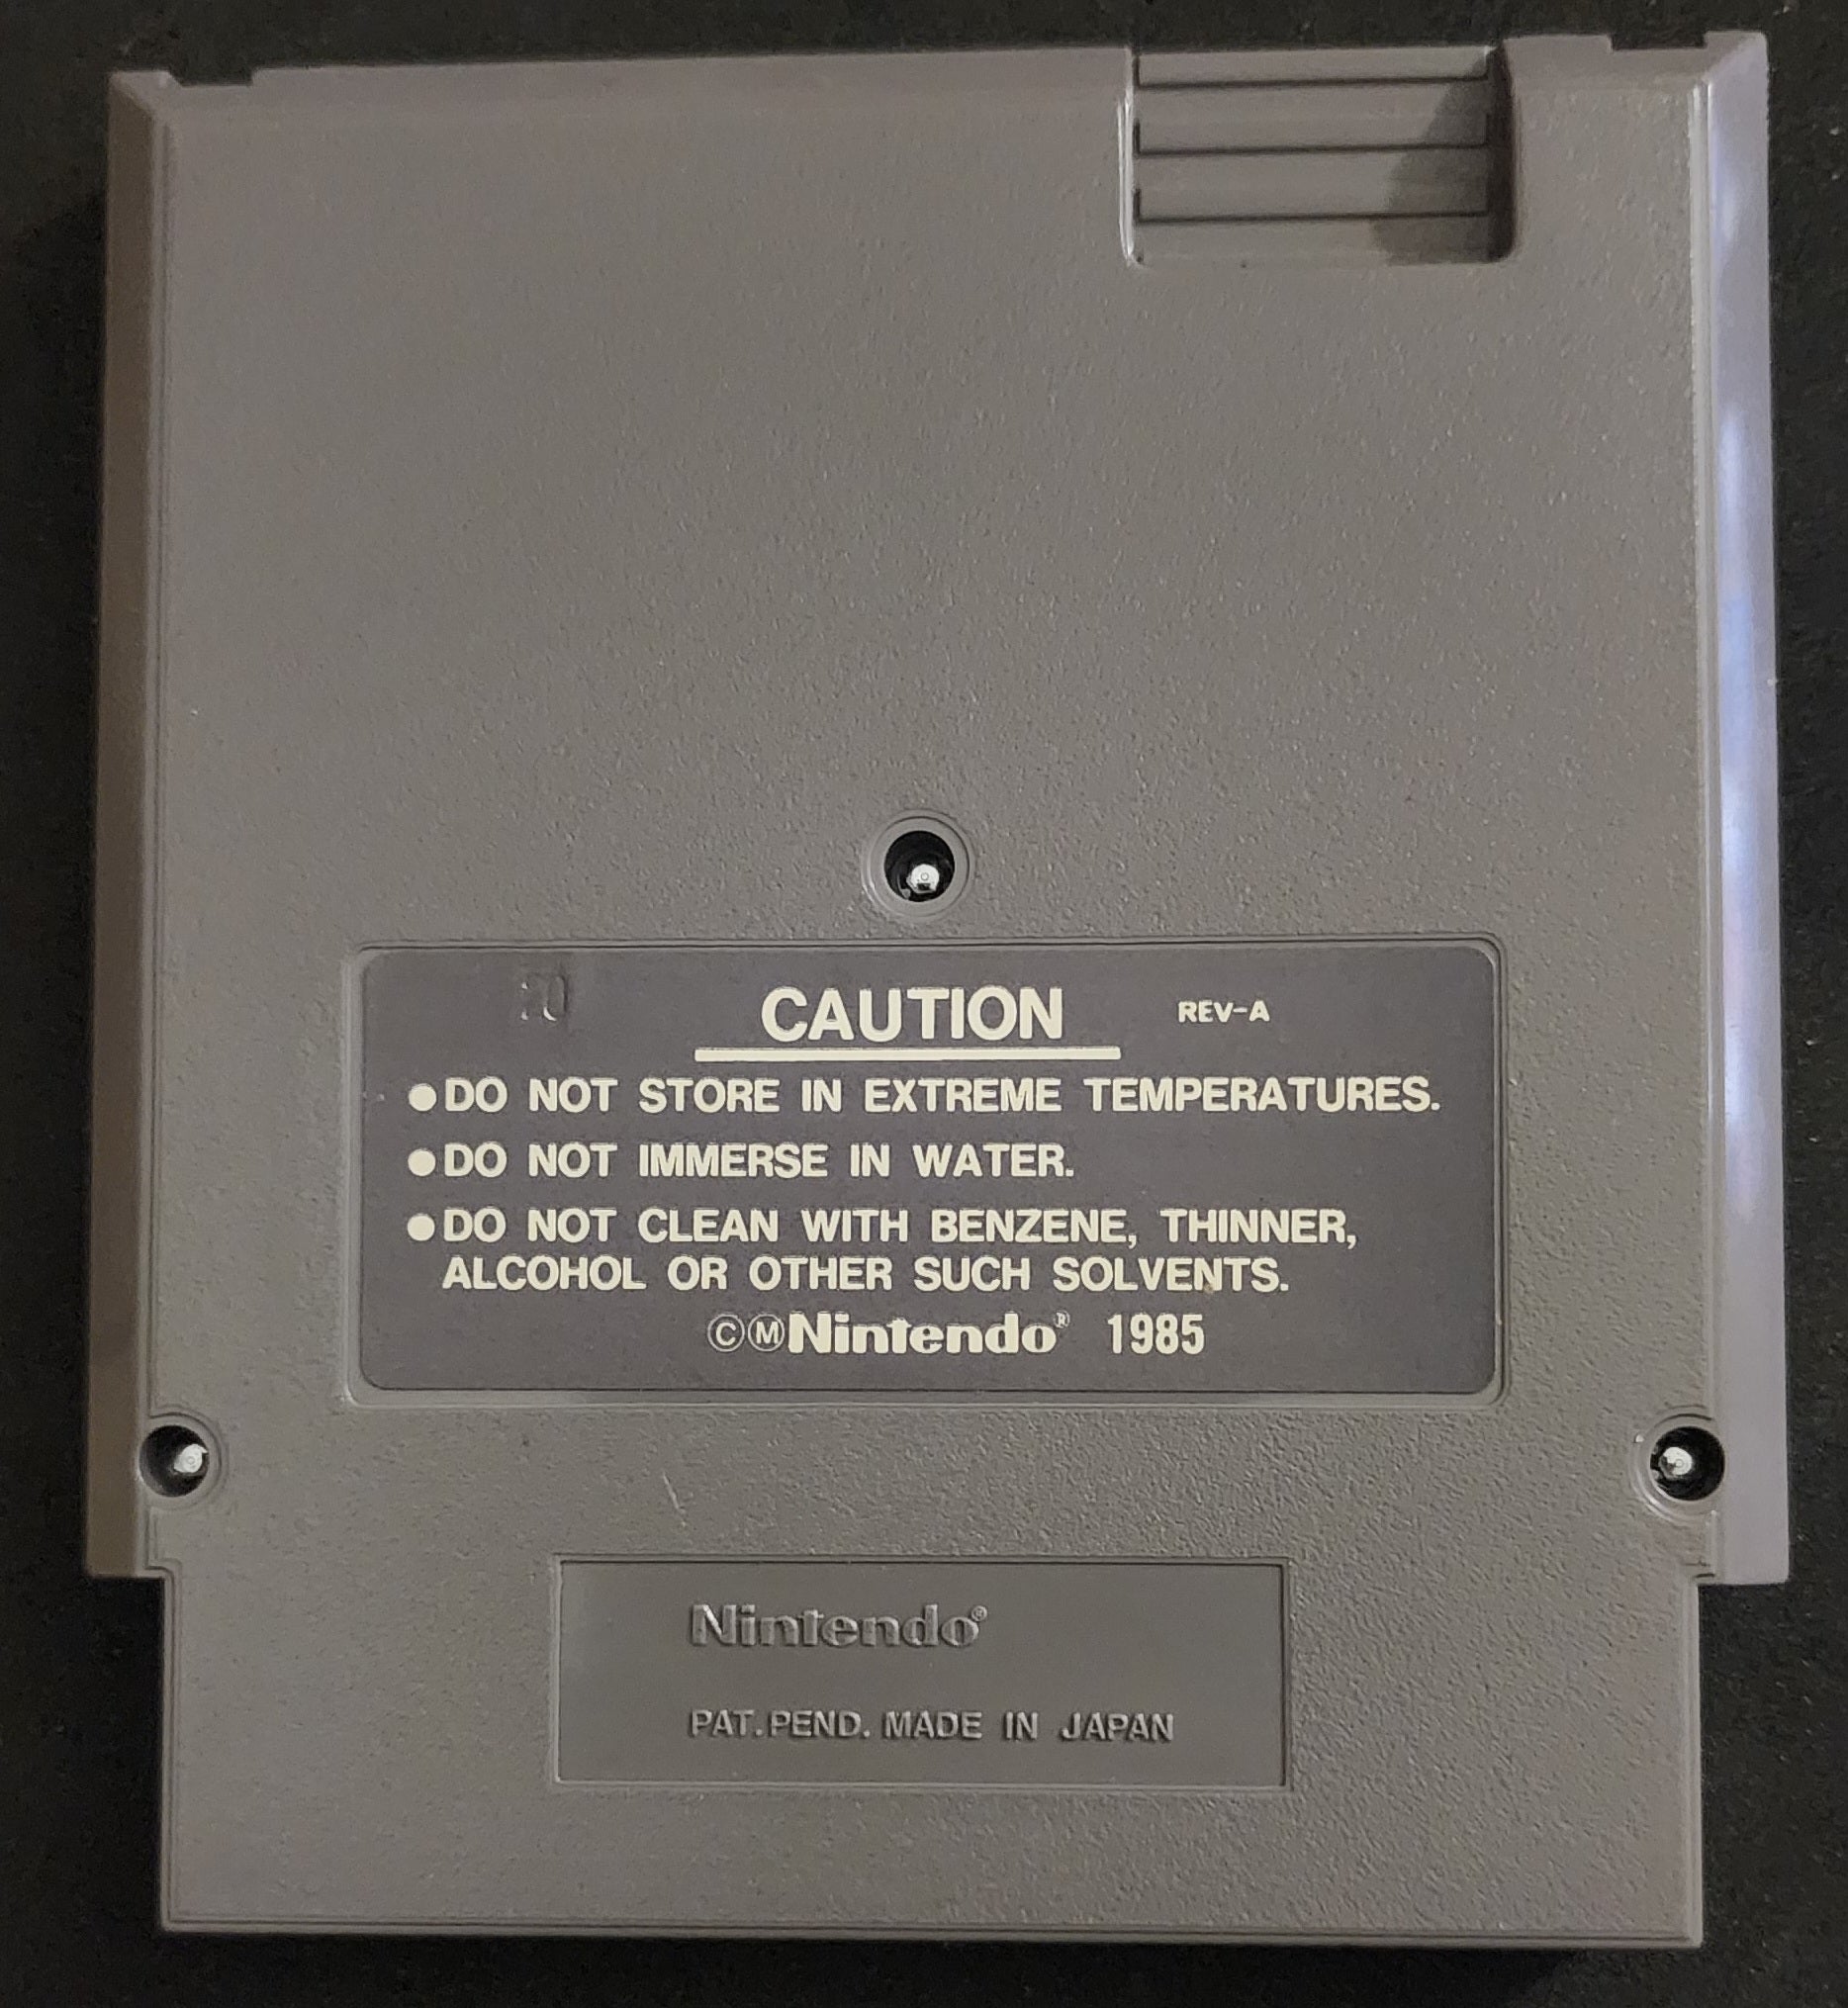 CAUTION REV-A
●DO NOT STORE IN EXTREME TEMPERATURES.
●DO NOT IMMERSE IN WATER.
●DO NOT CLEAN WITH BENZENE, THINNER,
ALCOHOL OR OTHER SUCH SOLVENTS.
©ⓂNintendo® 1985
Nintendo®
PAT.PEND. MADE IN JAPAN